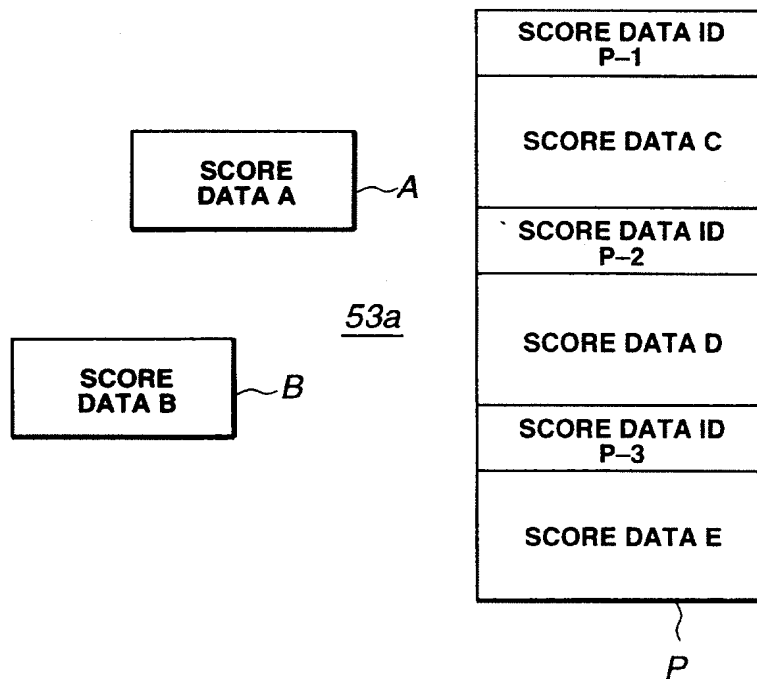 SCORE DATA ID
P–1
SCORE DATA C
SCORE
DATA A
A
SCORE DATA ID
P–2
53a
SCORE DATA D
SCORE
DATA B
B
SCORE DATA ID
P–3
SCORE DATA E
P